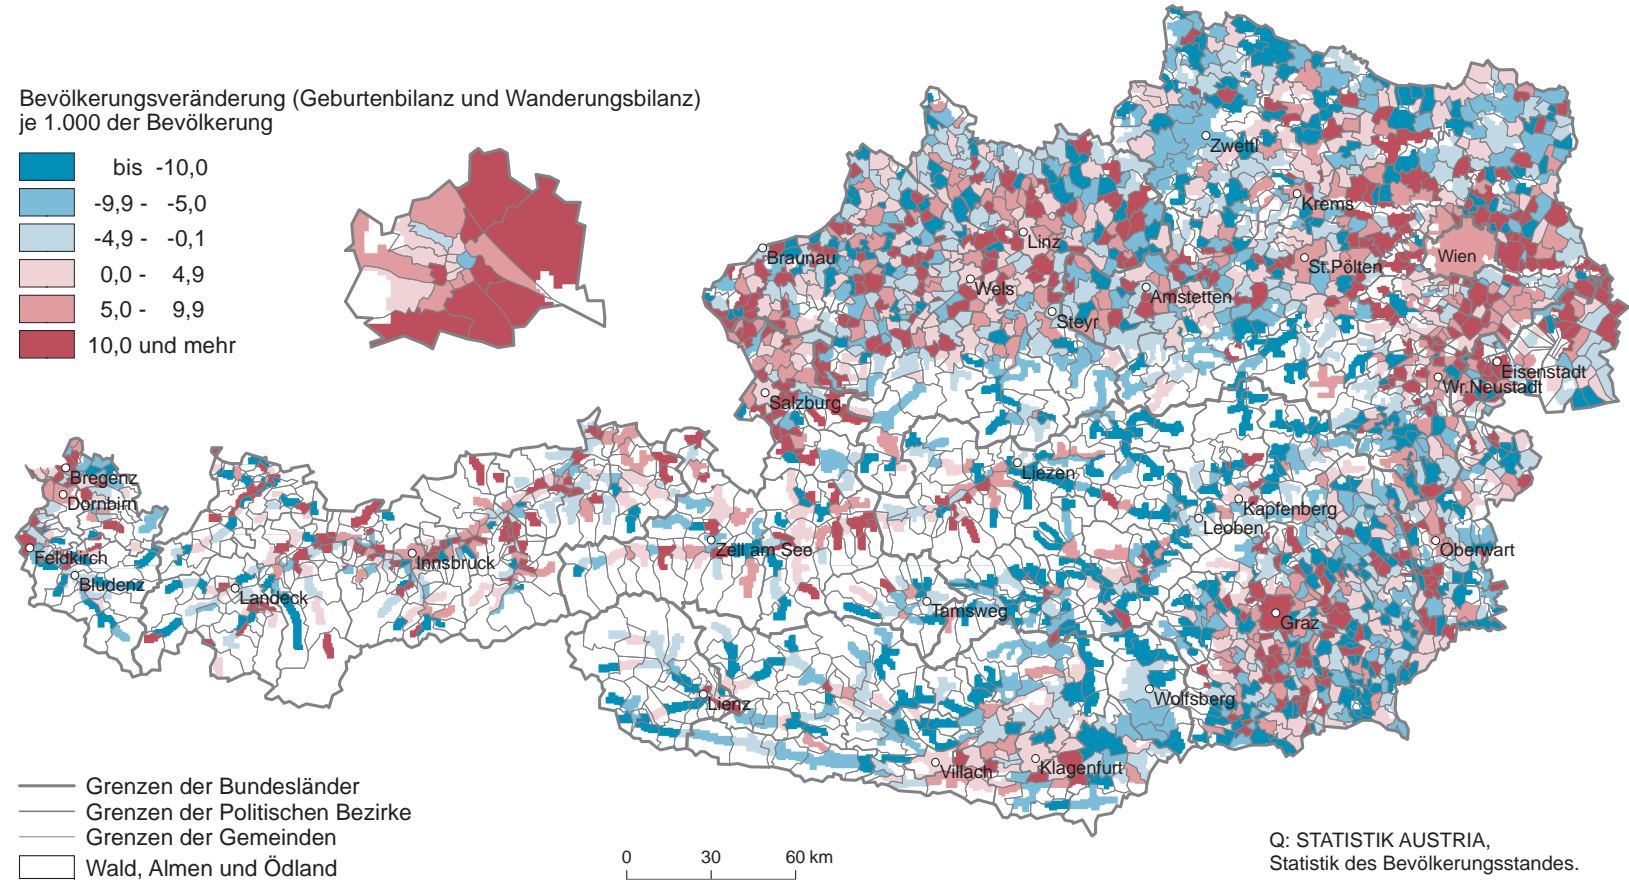 Bevölkerungsveränderung (Geburtenbilanz und Wanderungsbilanz)
je 1.000 der Bevölkerung
bis -10,0
-9,9 - -5,0
-4,9 - -0,1
0,0 - 4,9
5,0 - 9,9
10,0 und mehr
Zwettl
Krems
Linz
Braunau
St.Pölten
Wien
Wels
Amstetten
Steyr
Eisenstadt
Wr.Neustadt
Salzburg
Bregenz
Dornbirn
Liezen
Kapfenberg
Leoben
Feldkirch
Bludenz
Innsbruck
Zell am See
Oberwart
Landeck
Tamsweg
Graz
Lienz
Wolfsberg
Villach
Klagenfurt
Grenzen der Bundesländer
Grenzen der Politischen Bezirke
Grenzen der Gemeinden
Wald, Almen und Ödland
0 30 60 km
Q: STATISTIK AUSTRIA,
Statistik des Bevölkerungsstandes.